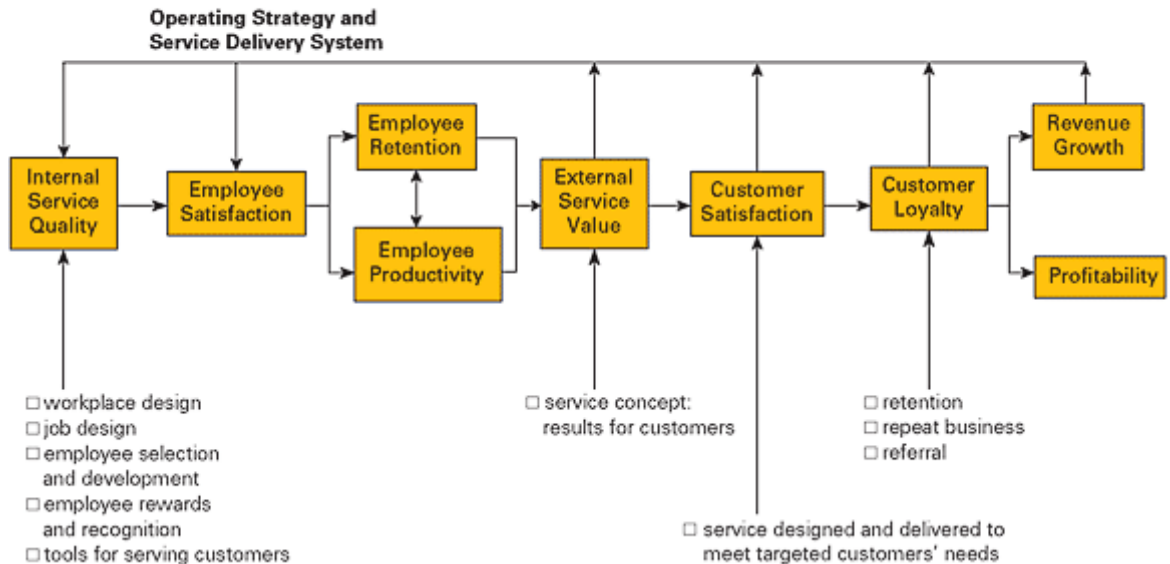 Operating Strategy and
Service Delivery System
Internal
Service
Quality
Employee
Satisfaction
Employee
Retention
Employee
Productivity
External
Service
Value
Customer
Satisfaction
Customer
Loyalty
Revenue
Growth
Profitability
□ workplace design
□ job design
□ employee selection
and development
□ employee rewards
and recognition
□ tools for serving customers
□ service concept:
results for customers
□ service designed and delivered to
meet targeted customers' needs
□ retention
□ repeat business
□ referral